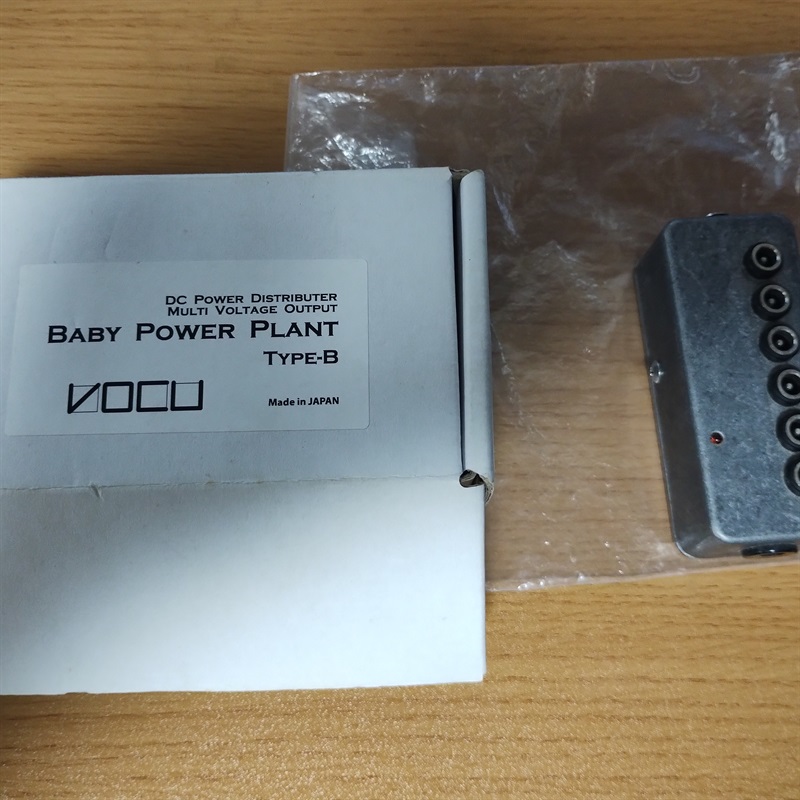 DC Power Distributer
Multi Voltage Output
Baby Power Plant
Type-B
VOCU
Made in JAPAN